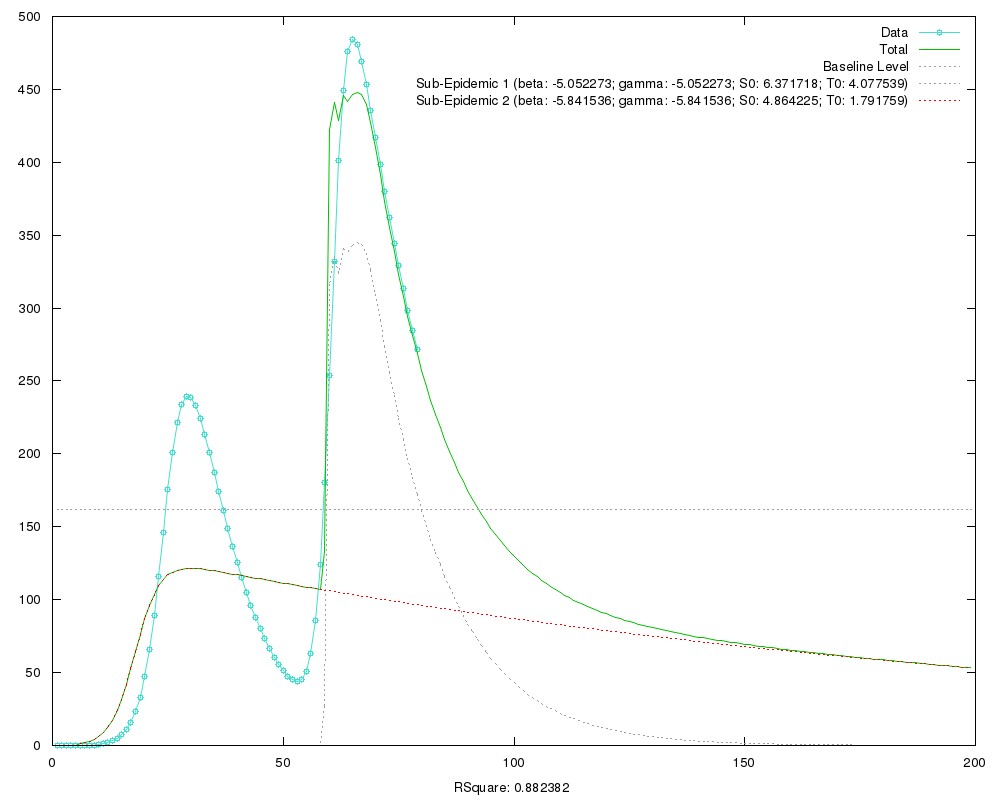 500
450
400
350
300
250
200
150
100
50
0
0 50 100 150 200
Data
Total
Baseline Level
Sub-Epidemic 1 (beta: -5.052273; gamma: -5.052273; S0: 6.371718; T0: 4.077539)
Sub-Epidemic 2 (beta: -5.841536; gamma: -5.841536; S0: 4.864225; T0: 1.791759)
RSquare: 0.882382